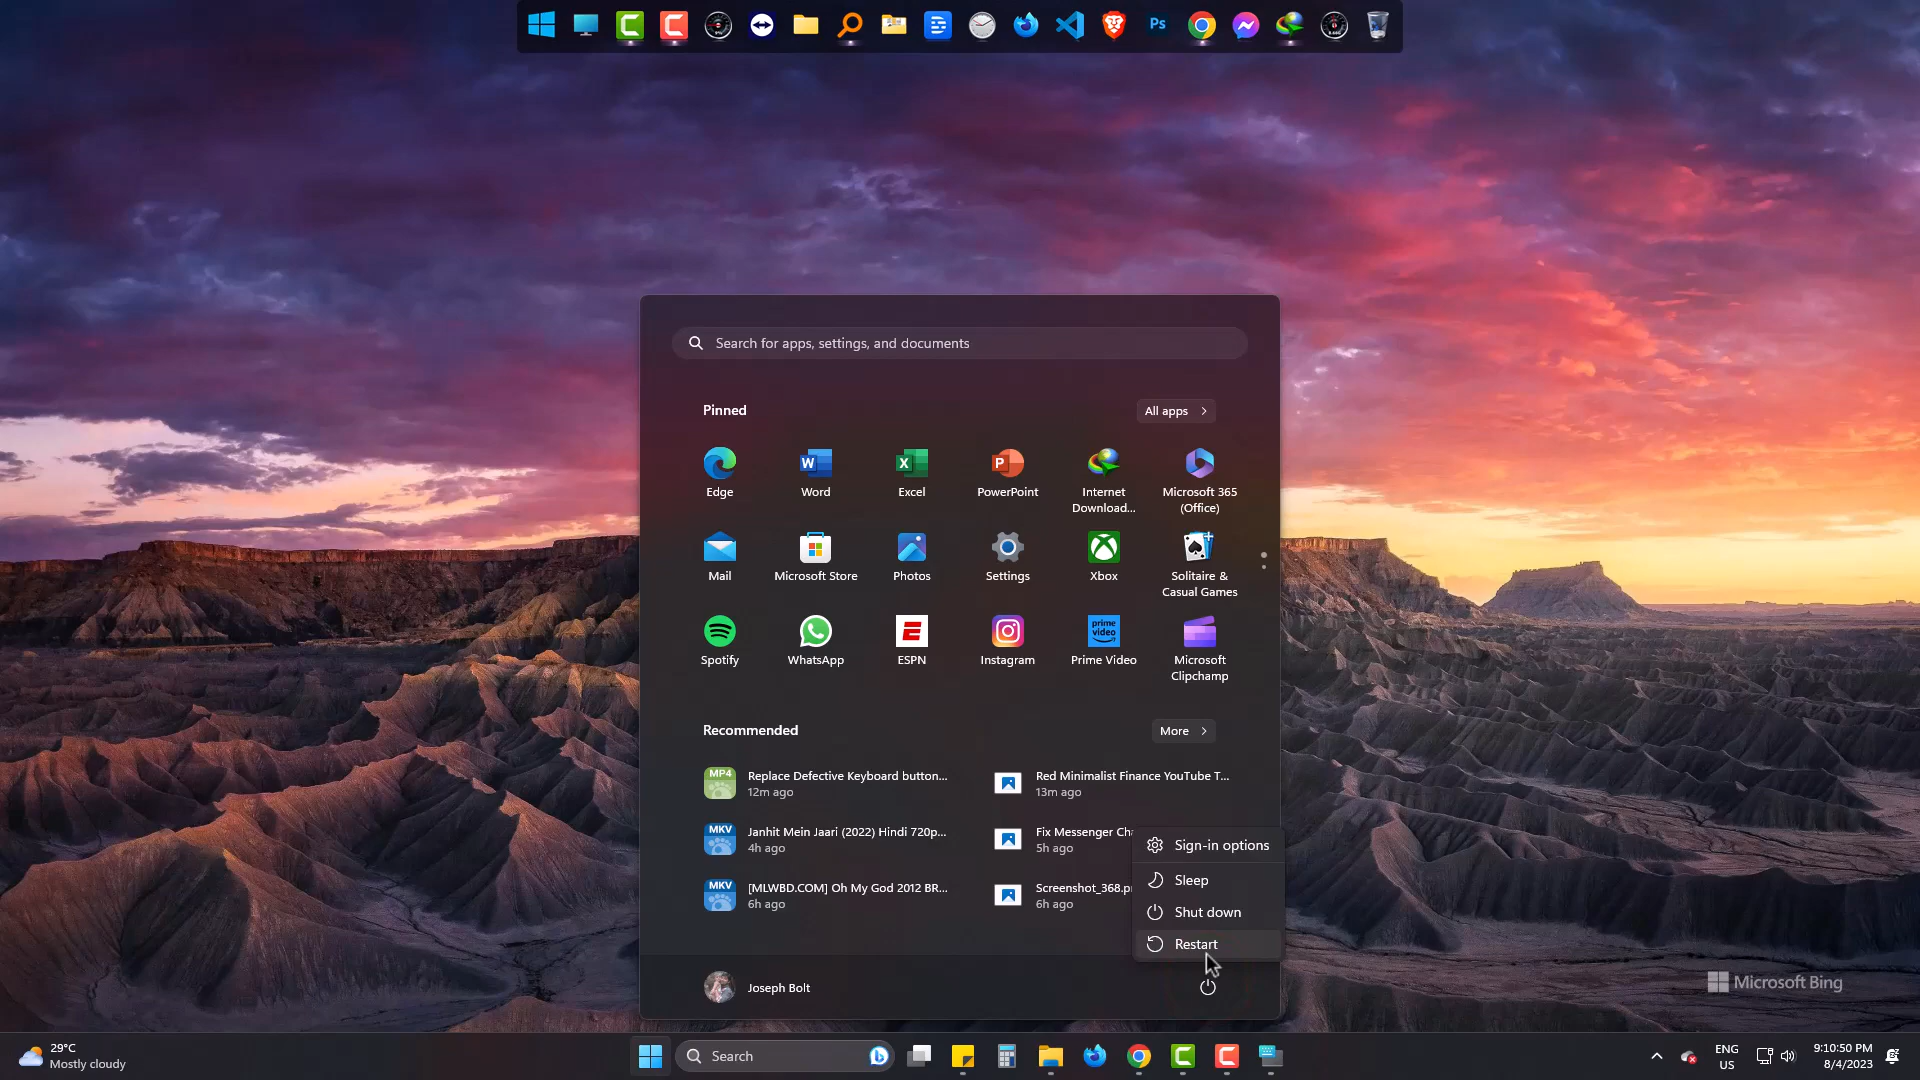 Ps
Search for apps, settings, and documents
Pinned
All apps
Edge
Word
Excel
PowerPoint
Internet
Download...
Microsoft 365
(Office)
Mail
Microsoft Store
Photos
Settings
Xbox
Solitaire &
Casual Games
prime
video
Spotify
WhatsApp
ESPN
Instagram
Prime Video
Microsoft
Clipchamp
Recommended
More
MP4
Replace Defective Keyboard button...
12m ago
Red Minimalist Finance YouTube T...
13m ago
MKV
Janhit Mein Jaari (2022) Hindi 720p...
4h ago
Fix Messenger
5h ago
MKV
[MLWBD.COM] Oh My God 2012 BR...
6h ago
Screenshot_368.p
6h ago
Sign-in options
Sleep
Shut down
Restart
Joseph Bolt
Microsoft Bing
29°C
Mostly cloudy
Search
ENG
US
9:10:50 PM
8/4/2023